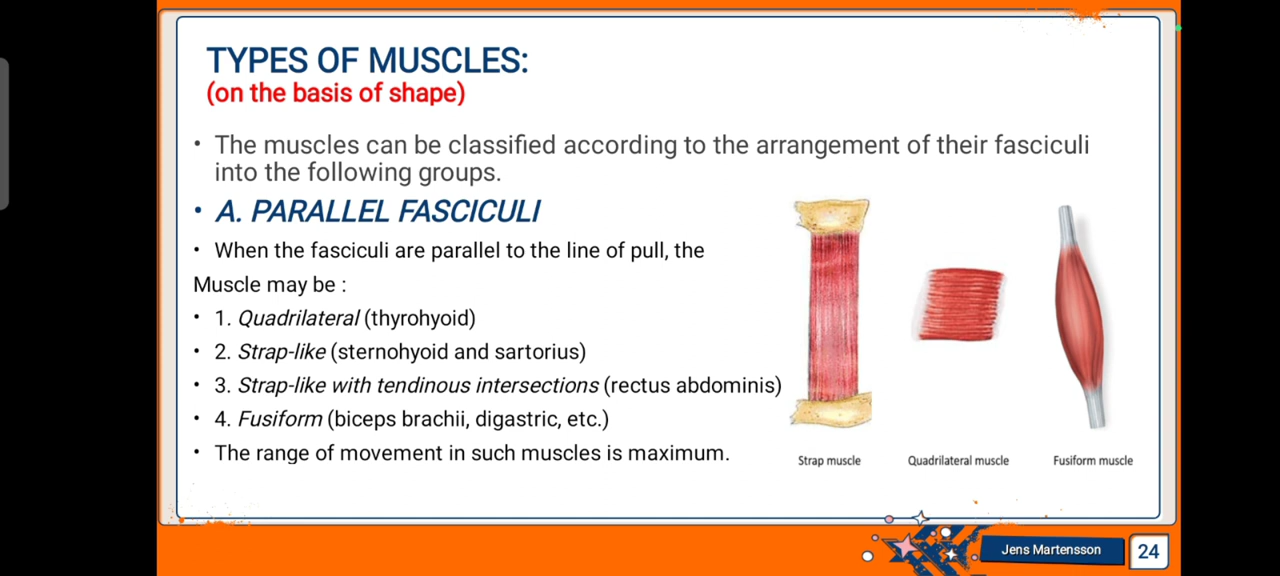 TYPES OF MUSCLES:
(on the basis of shape)
• The muscles can be classified according to the arrangement of their fasciculi
into the following groups.
• A. PARALLEL FASCICULI
• When the fasciculi are parallel to the line of pull, the
Muscle may be :
• 1. Quadrilateral (thyrohyoid)
• 2. Strap-like (sternohyoid and sartorius)
• 3. Strap-like with tendinous intersections (rectus abdominis)
• 4. Fusiform (biceps brachii, digastric, etc.)
• The range of movement in such muscles is maximum.
Strap muscle
Quadrilateral muscle
Fusiform muscle
Jens Martensson
24